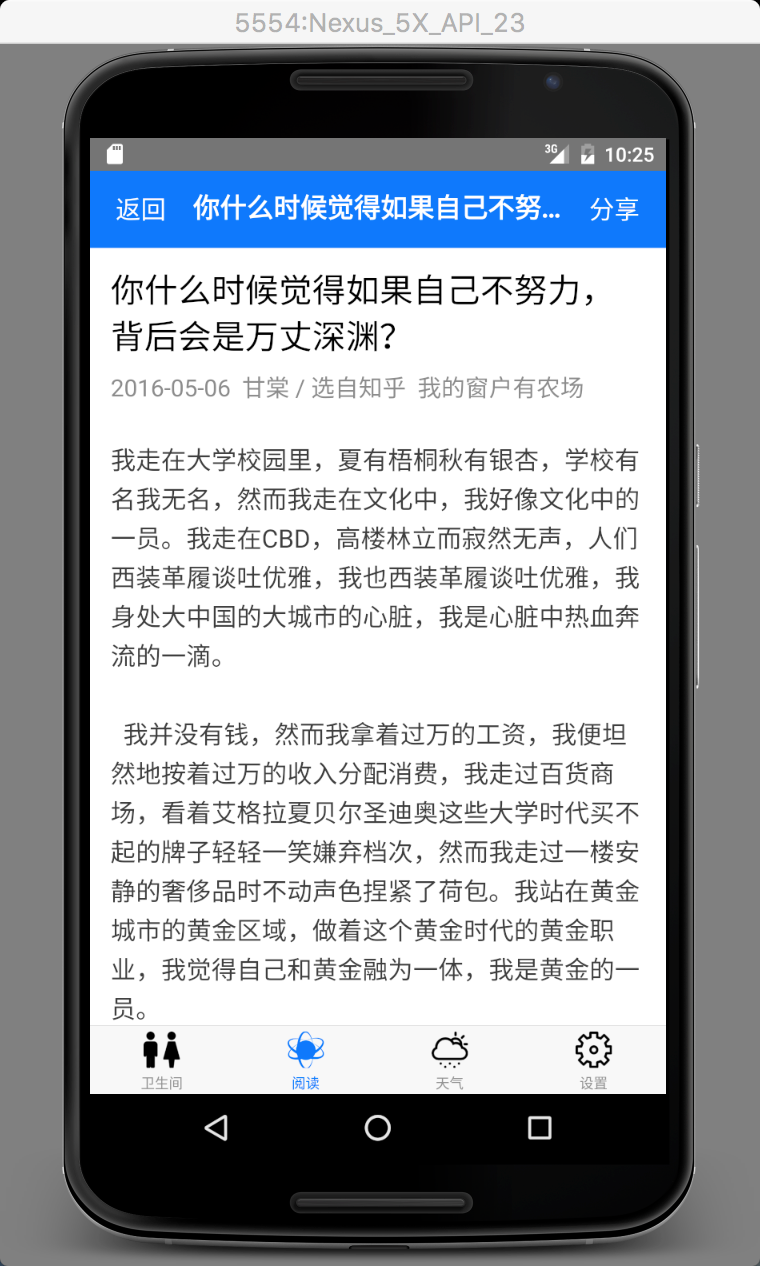 5554:Nexus_5X_API_23
3G 10:25
返回 你什么时候觉得如果自己不努... 分享
你什么时候觉得如果自己不努力，
背后会是万丈深渊？
2016-05-06 甘棠 / 选自知乎 我的窗户有农场
我走在大学校园里，夏有梧桐秋有银杏，学校有
名我无名，然而我走在文化中，我好像文化中的
一员。我走在CBD，高楼林立而寂然无声，人们
西装革履谈吐优雅，我也西装革履谈吐优雅，我
身处大中国的大城市的心脏，我是心脏中热血奔
流的一滴。
我并没有钱，然而我拿着过万的工资，我便坦
然地按着过万的收入分配消费，我走过百货商
场，看着艾格拉夏贝尔圣迪奥这些大学时代买不
起的牌子轻轻一笑嫌弃档次，然而我走过一楼安
静的奢侈品时不动声色捏紧了荷包。我站在黄金
城市的黄金区域，做着这个黄金时代的黄金职
业，我觉得自己和黄金融为一体，我是黄金的一
员。
卫生间 阅读 天气 设置